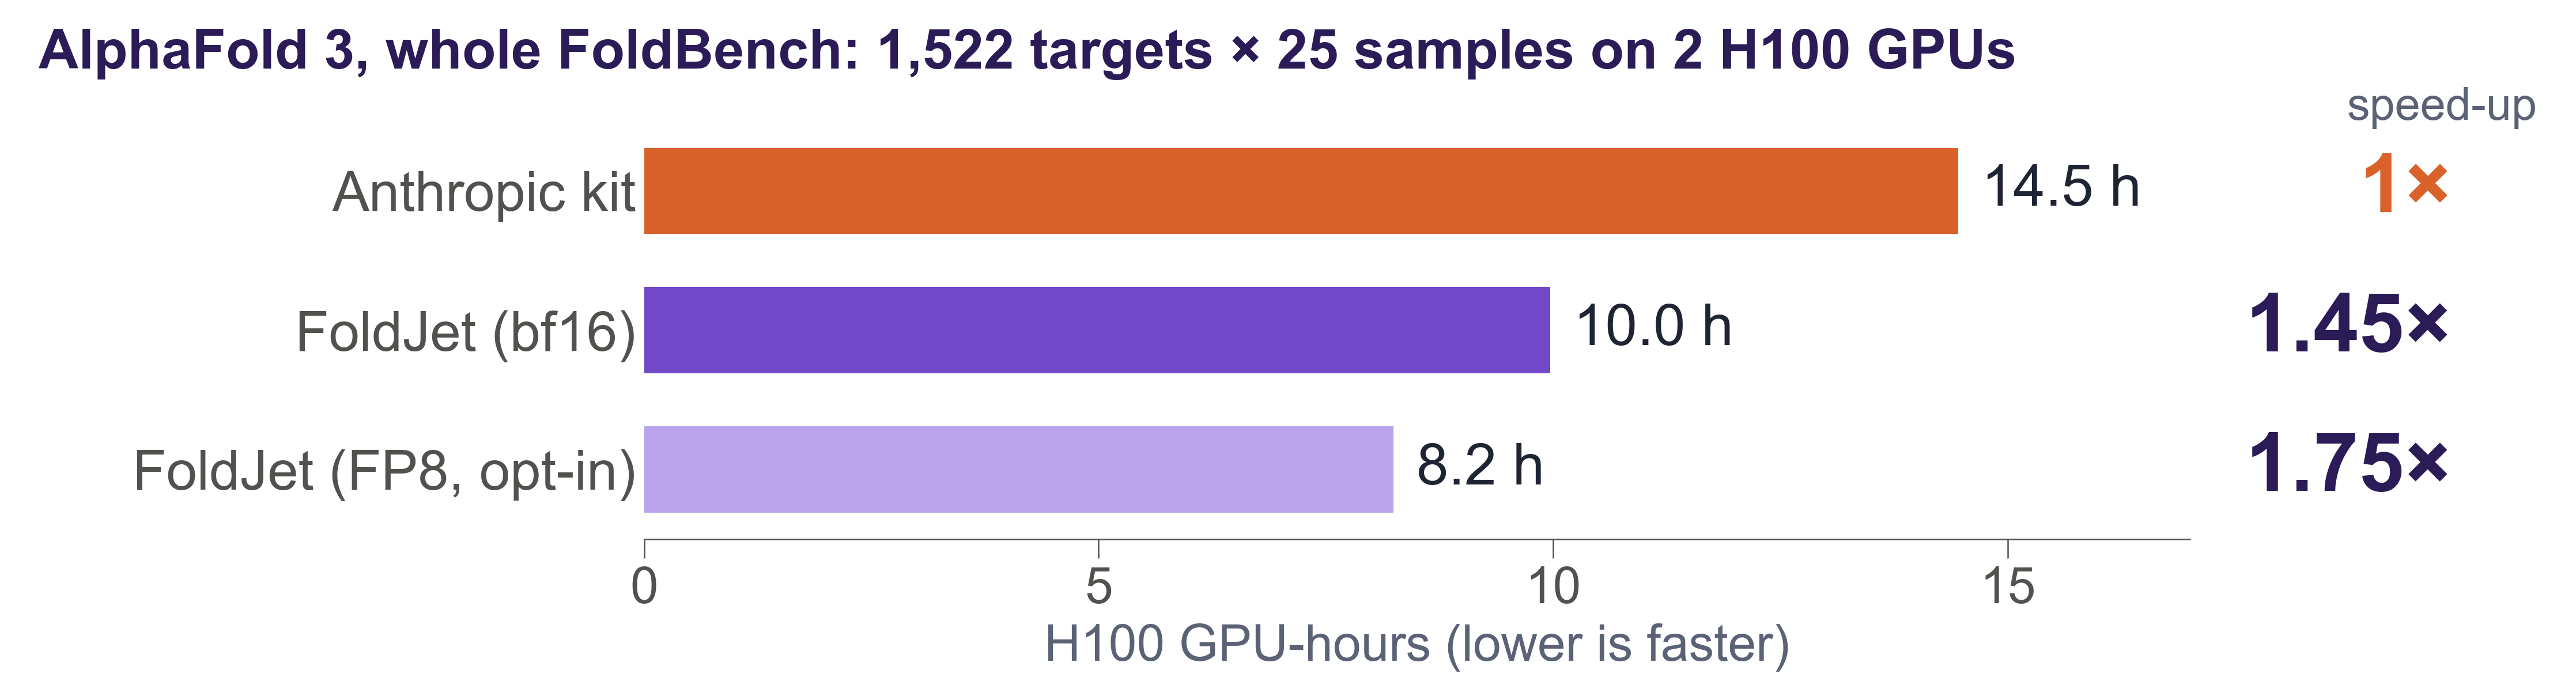 AlphaFold 3, whole FoldBench: 1,522 targets × 25 samples on 2 H100 GPUs
speed-up
Anthropic kit 14.5 h 1×
FoldJet (bf16) 10.0 h 1.45×
FoldJet (FP8, opt-in) 8.2 h 1.75×
0 5 10 15
H100 GPU-hours (lower is faster)